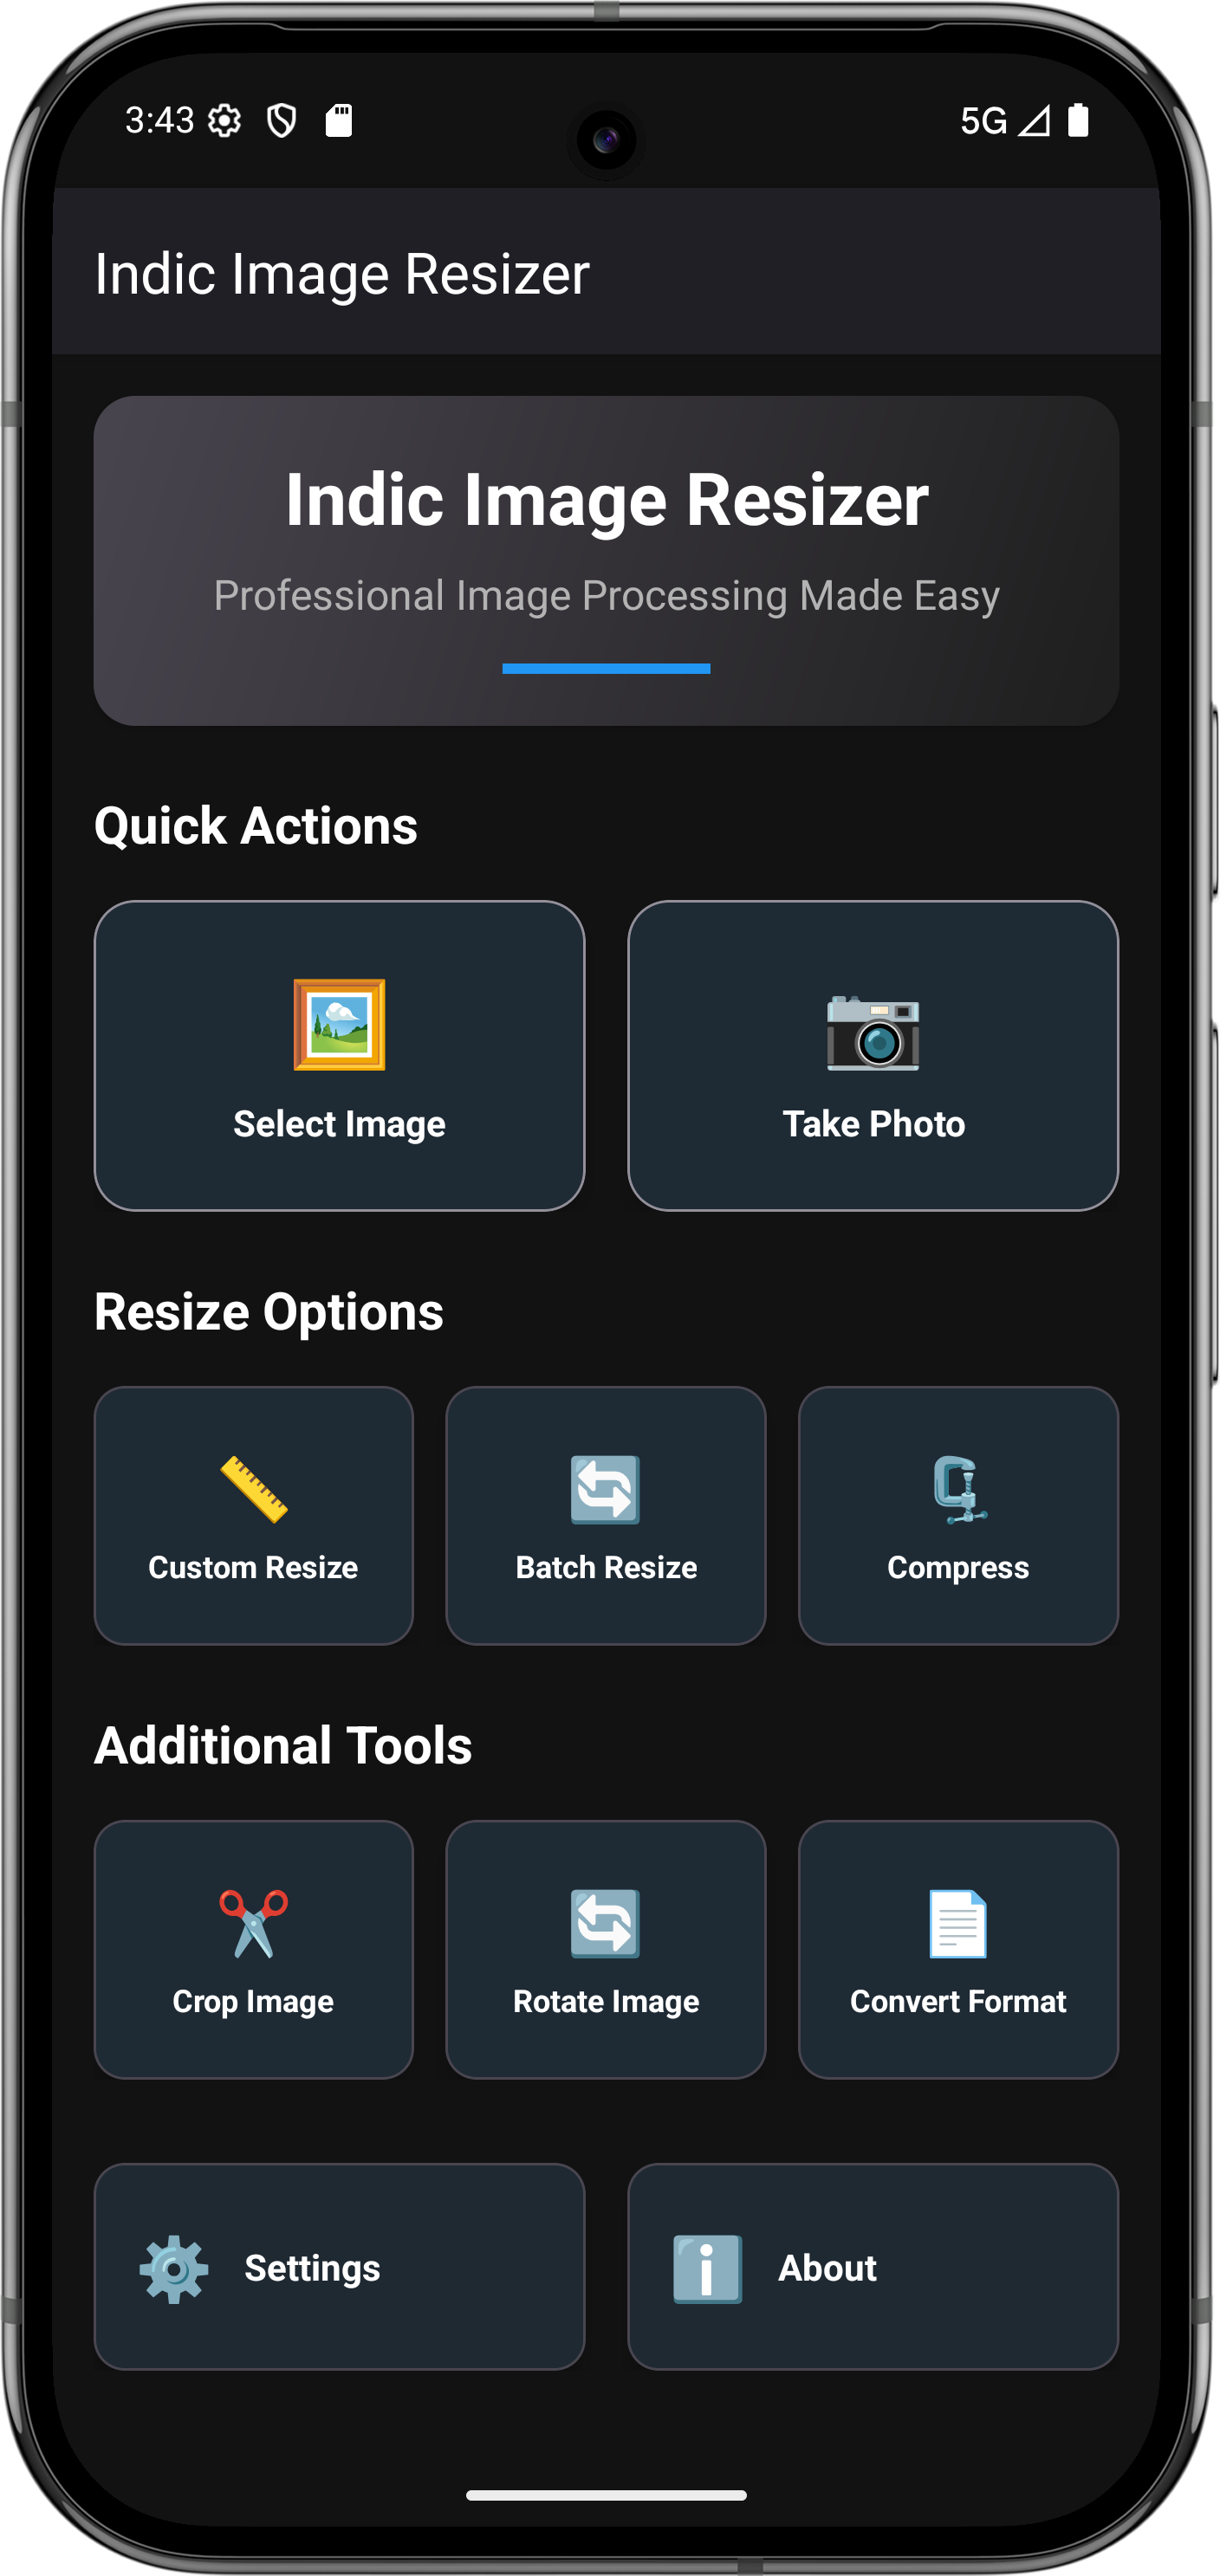 3:43
5G
Indic Image Resizer
Indic Image Resizer
Professional Image Processing Made Easy
Quick Actions
Select Image
Take Photo
Resize Options
Custom Resize
Batch Resize
Compress
Additional Tools
Crop Image
Rotate Image
Convert Format
Settings
About